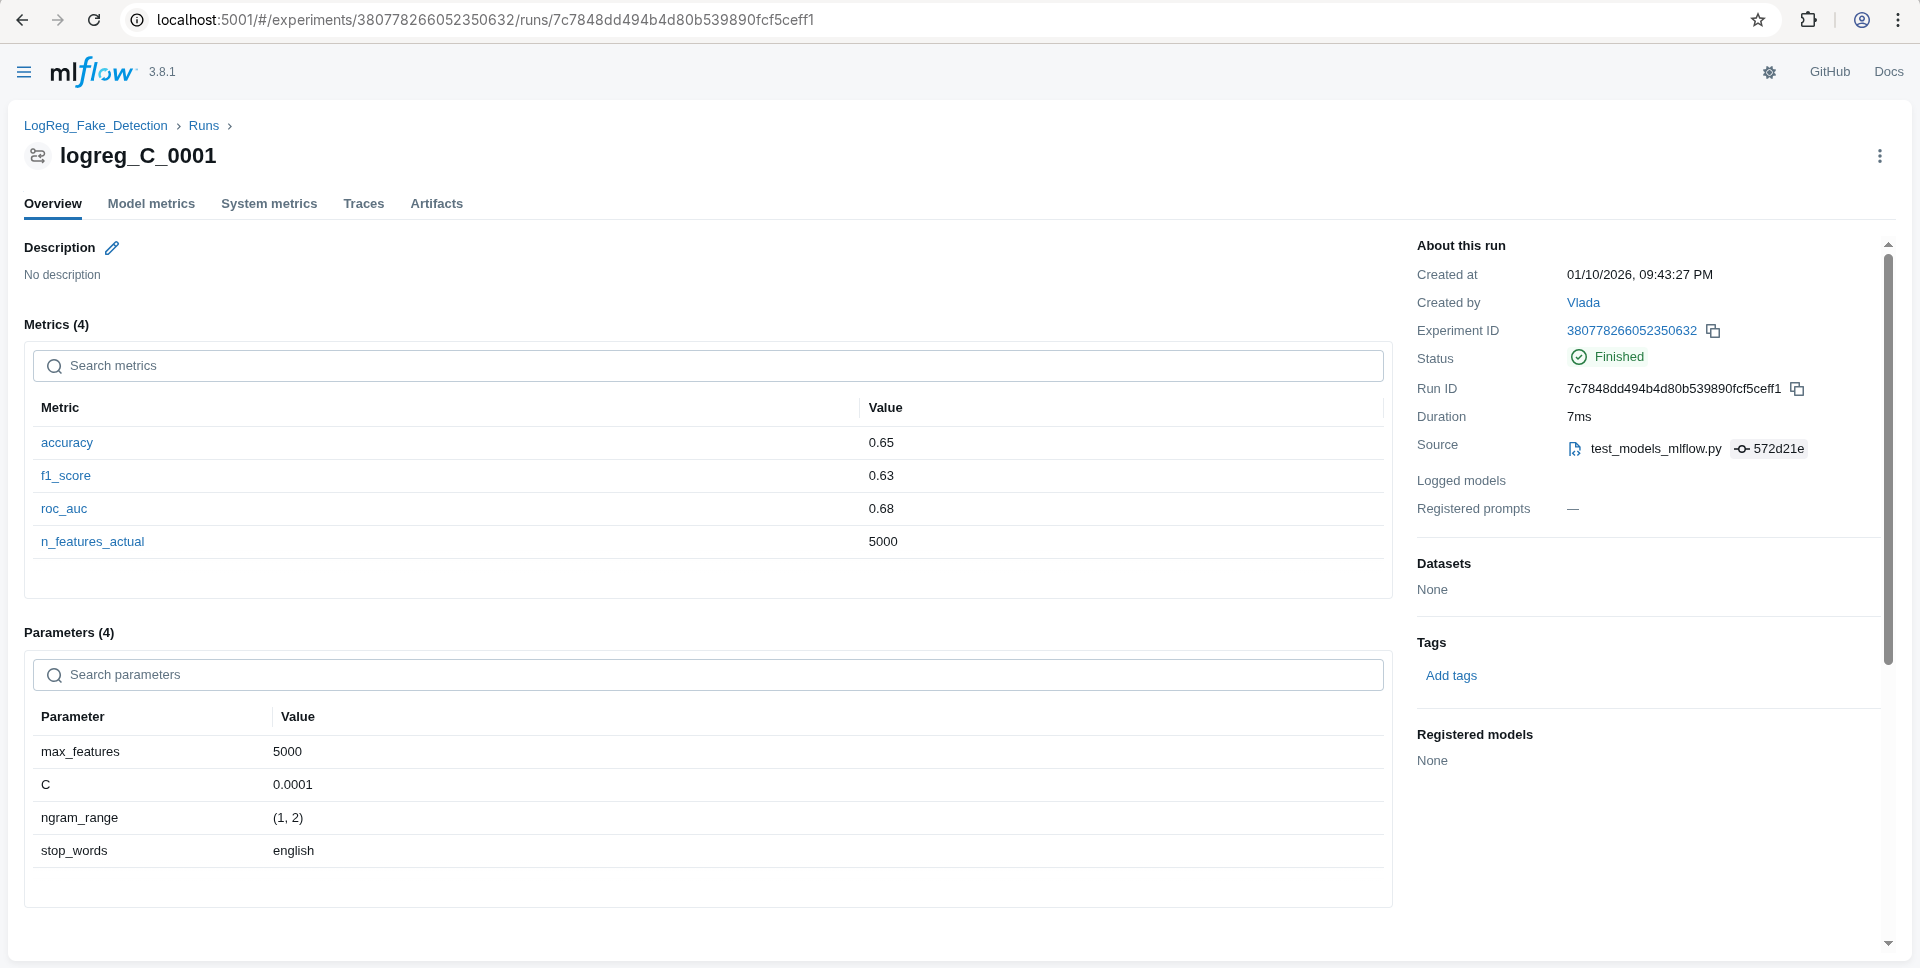 localhost:5001/#/experiments/380778266052350632/runs/7c7848dd494b4d80b539890fcf5ceff1
mlflow 3.8.1 GitHub Docs
LogReg_Fake_Detection › Runs ›
logreg_C_0001
Overview Model metrics System metrics Traces Artifacts
Description
No description
Metrics (4)
Search metrics
Metric Value
accuracy 0.65
f1_score 0.63
roc_auc 0.68
n_features_actual 5000
Parameters (4)
Search parameters
Parameter Value
max_features 5000
C 0.0001
ngram_range (1, 2)
stop_words english
About this run
Created at 01/10/2026, 09:43:27 PM
Created by Vlada
Experiment ID 380778266052350632
Status Finished
Run ID 7c7848dd494b4d80b539890fcf5ceff1
Duration 7ms
Source test_models_mlflow.py 572d21e
Logged models
Registered prompts —
Datasets
None
Tags
Add tags
Registered models
None